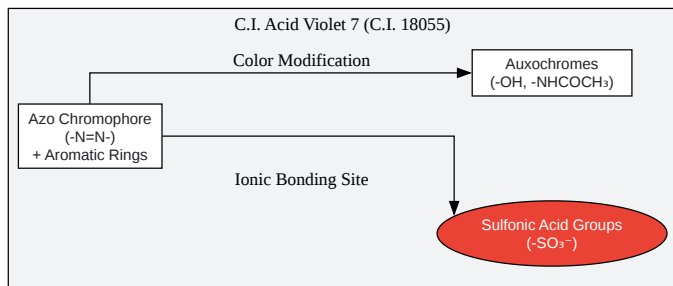 C.I. Acid Violet 7 (C.I. 18055)
Color Modification
Auxochromes
(-OH, -NHCOCH₃)
Azo Chromophore
(-N=N-)
+ Aromatic Rings
Ionic Bonding Site
Sulfonic Acid Groups
(-SO₃⁻)